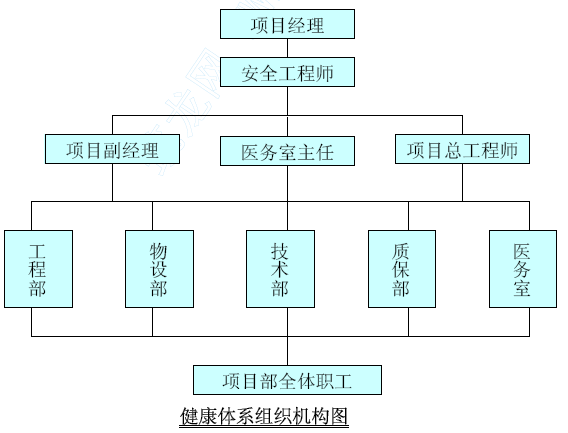 项目经理
安全工程师
项目副经理
医务室主任
项目总工程师
工程部
物设部
技术部
质保部
医务室
项目部全体职工
健康体系组织机构图